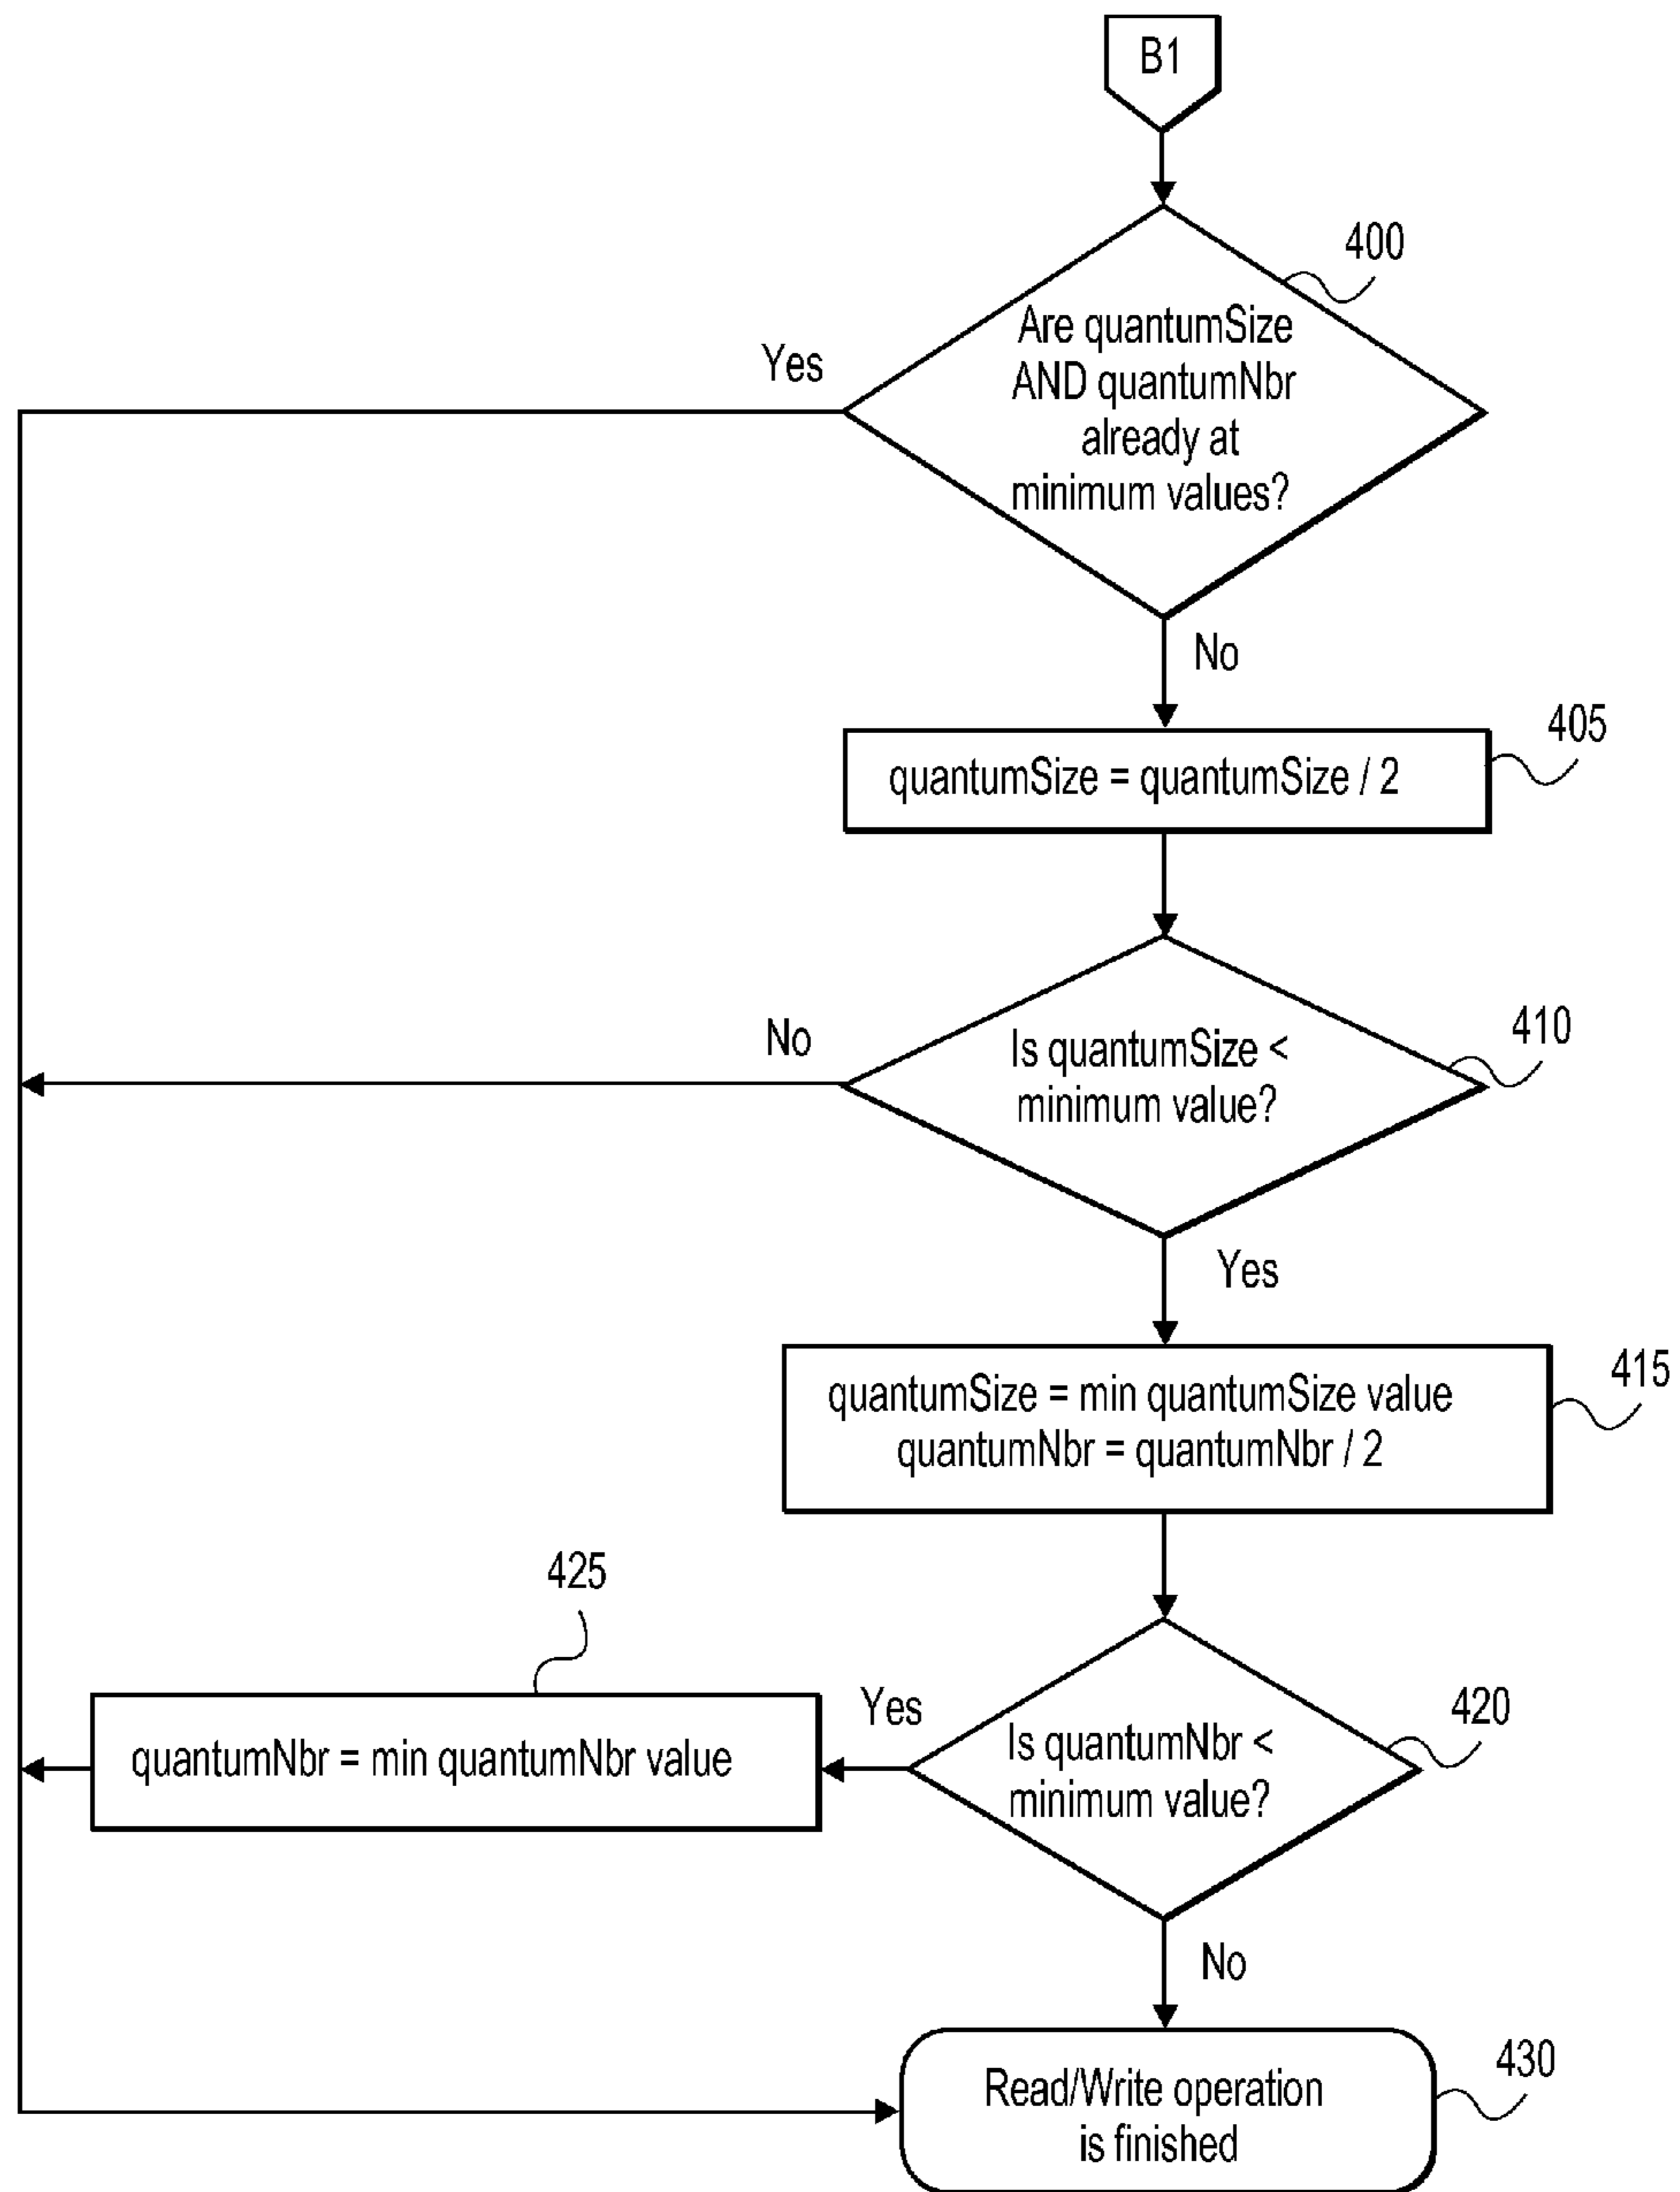 B1
400
Are quantumSize
AND quantumNbr
already at
minimum values?
Yes
No
405
quantumSize = quantumSize / 2
410
No
Is quantumSize <
minimum value?
Yes
415
quantumSize = min quantumSize value
quantumNbr = quantumNbr / 2
425
420
Yes
Is quantumNbr <
minimum value?
quantumNbr = min quantumNbr value
No
430
Read/Write operation
is finished